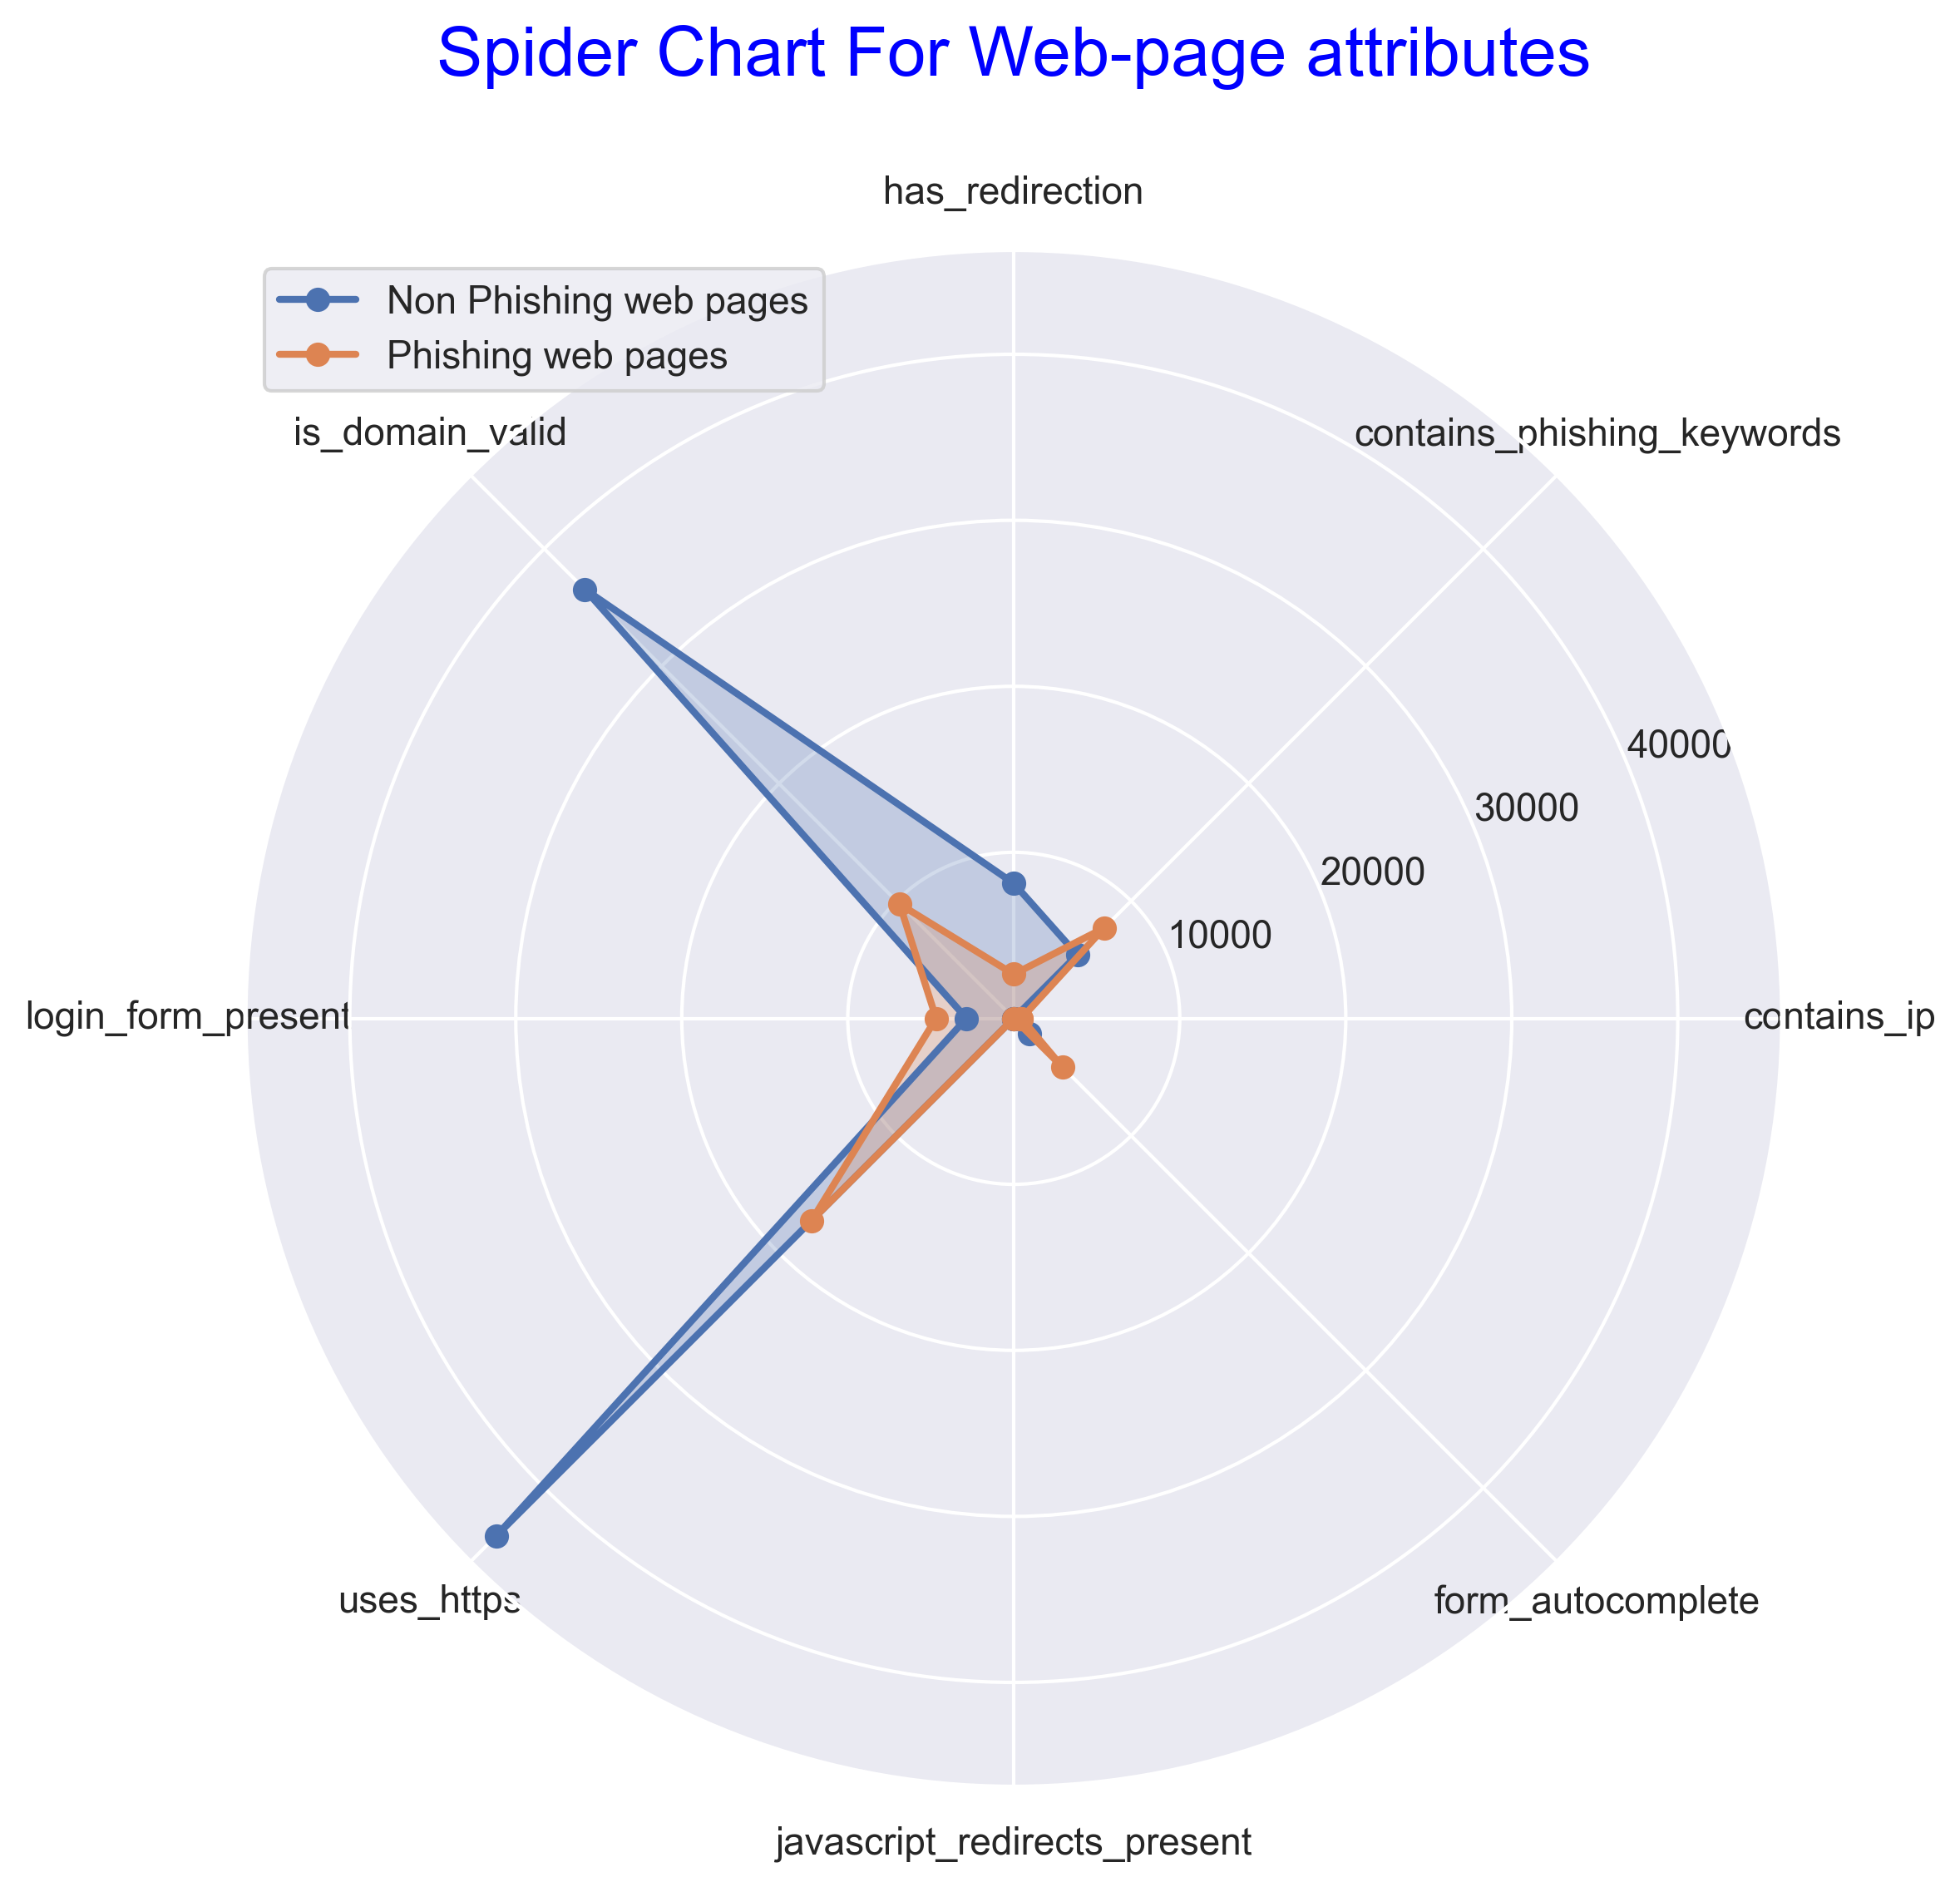 Spider Chart For Web-page attributes
has_redirection
Non Phishing web pages
Phishing web pages
is_domain_valid
contains_phishing_keywords
40000
30000
20000
10000
login_form_present
contains_ip
uses_https
form_autocomplete
javascript_redirects_present